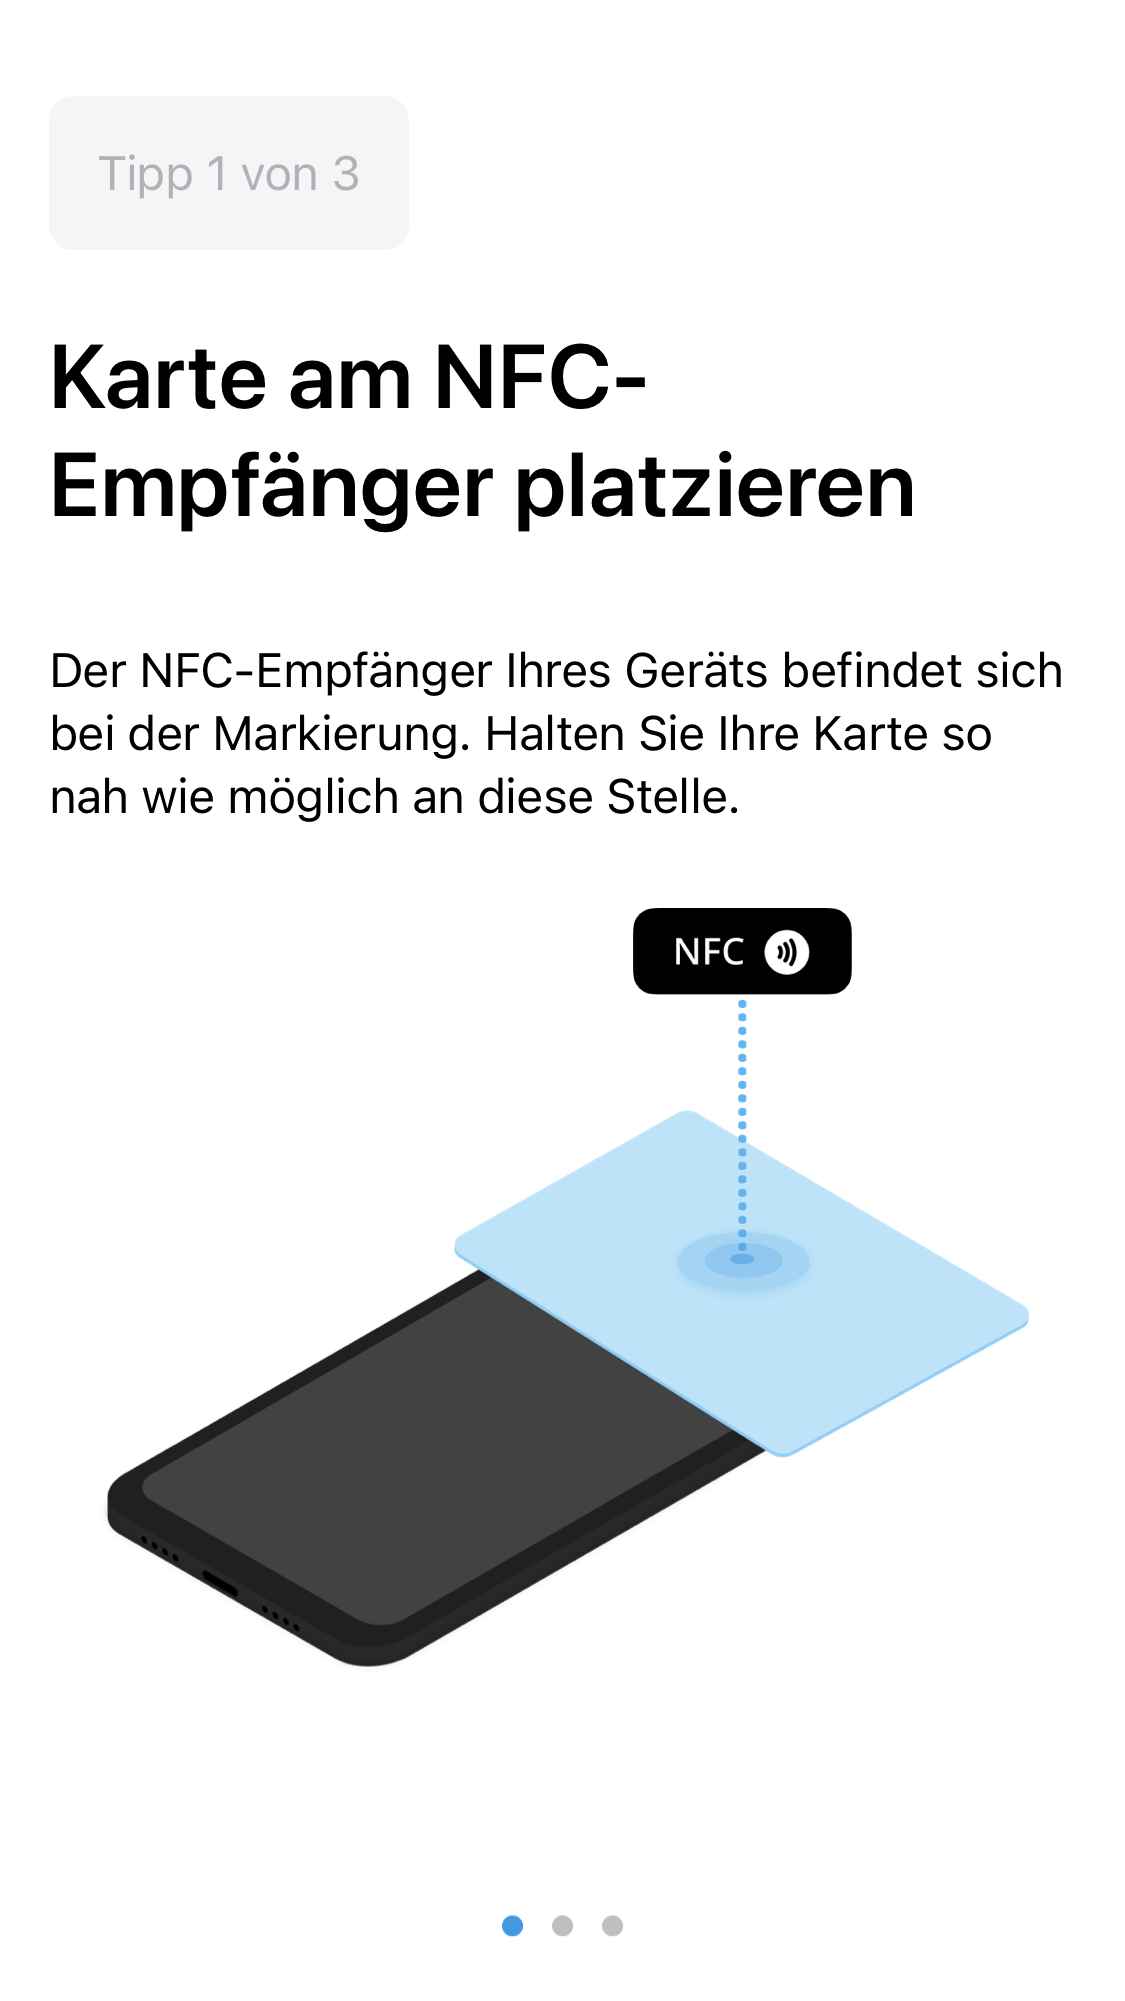 Tipp 1 von 3
Karte am NFC-
Empfänger platzieren
Der NFC-Empfänger Ihres Geräts befindet sich
bei der Markierung. Halten Sie Ihre Karte so
nah wie möglich an diese Stelle.
NFC